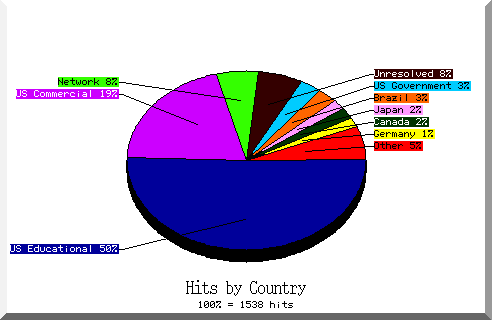 Unresolved 8%
Network 8%
US Government 3%
US Commercial 19%
Brazil 3%
Japan 2%
Canada 2%
Germany 1%
Other 5%
US Educational 50%
Hits by Country
100% = 1538 hits